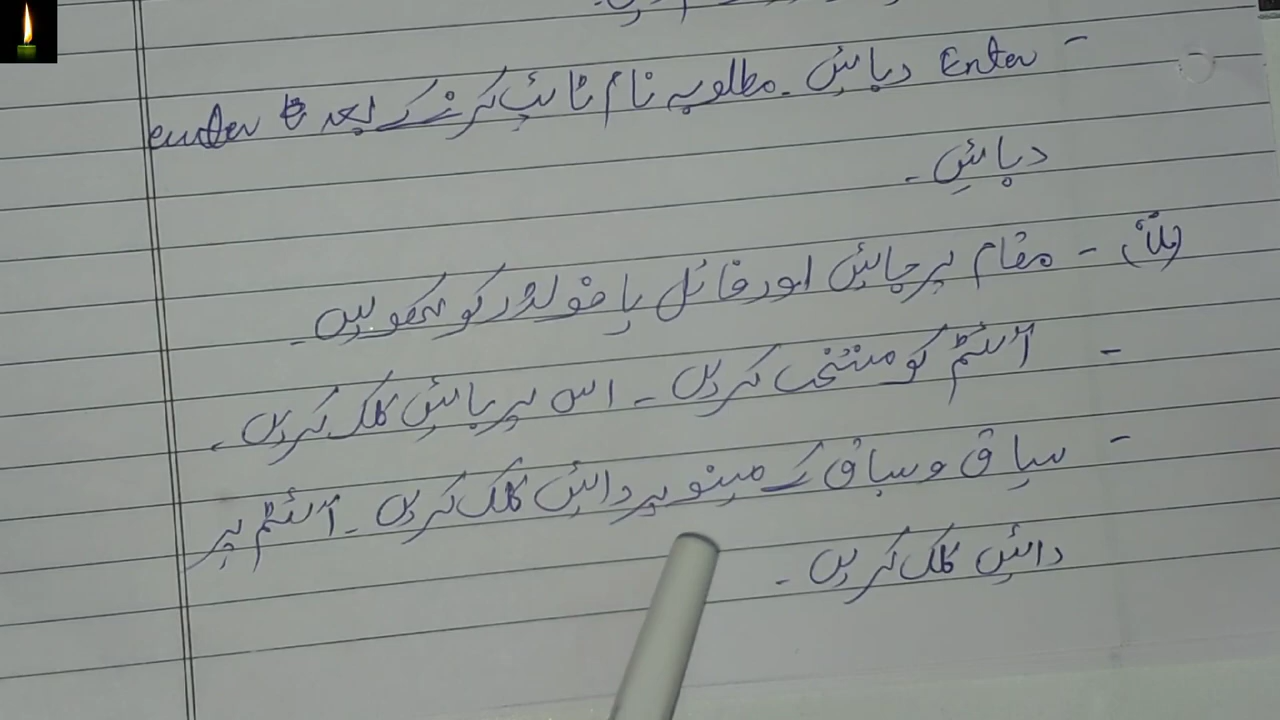 - Enter دبائیں ۔ مطلوبہ نام ٹائپ کرنے کے بعد enter
دبائیں ۔
- مقام پر جائیں اور فائل یا فولڈر کو کھولیں ۔
- آئٹم کو منتخب کریں ۔ اس پر بائیں کلک کریں ۔
- سیاق و سباق کے مینو پر دائیں کلک کریں ۔ آئٹم پر
دائیں کلک کریں ۔